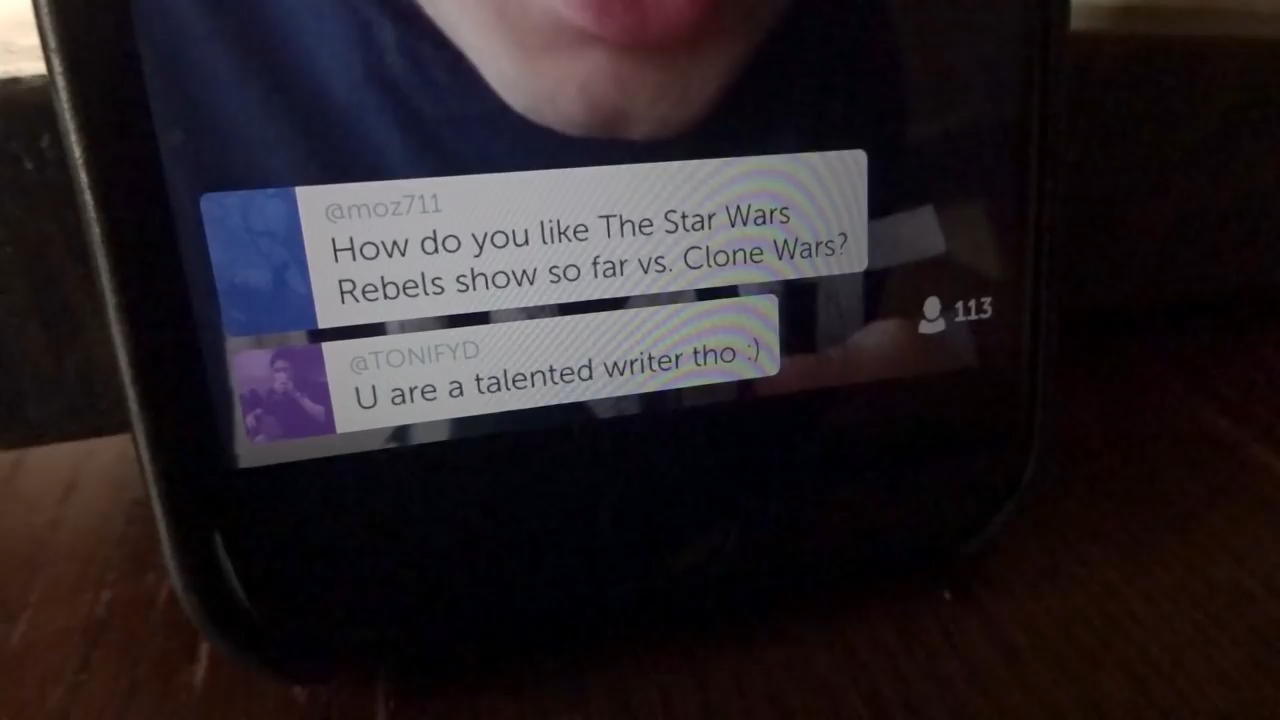 @moz711
How do you like The Star Wars
Rebels show so far vs. Clone Wars?
113
@TONIFYD
U are a talented writer tho :)